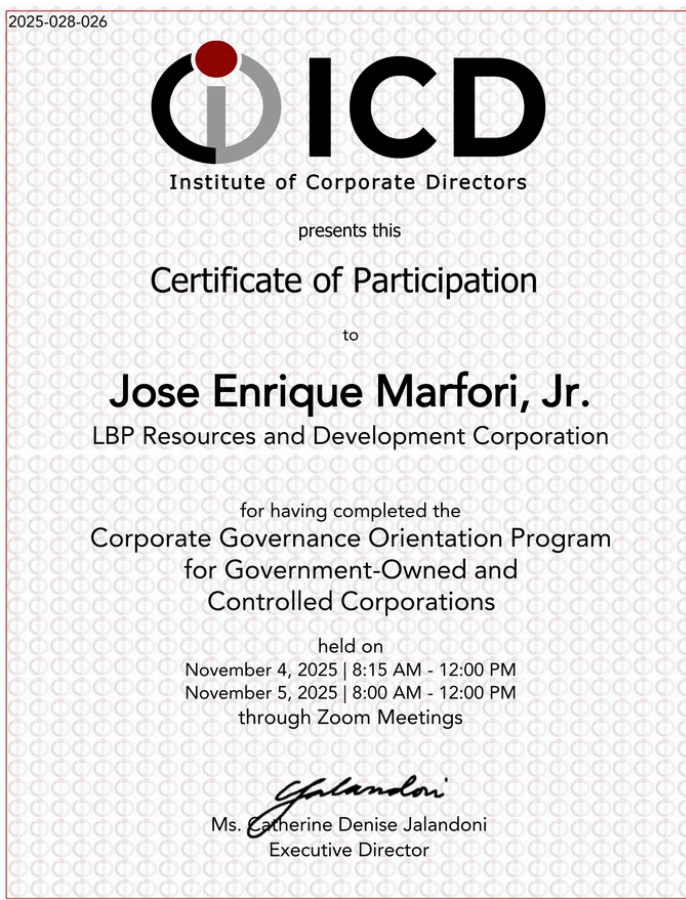 2025-028-026
ICD
Institute of Corporate Directors
presents this
Certificate of Participation
to
Jose Enrique Marfori, Jr.
LBP Resources and Development Corporation
for having completed the
Corporate Governance Orientation Program
for Government-Owned and
Controlled Corporations
held on
November 4, 2025 | 8:15 AM - 12:00 PM
November 5, 2025 | 8:00 AM - 12:00 PM
through Zoom Meetings
Jalandoni
Ms. Catherine Denise Jalandoni
Executive Director